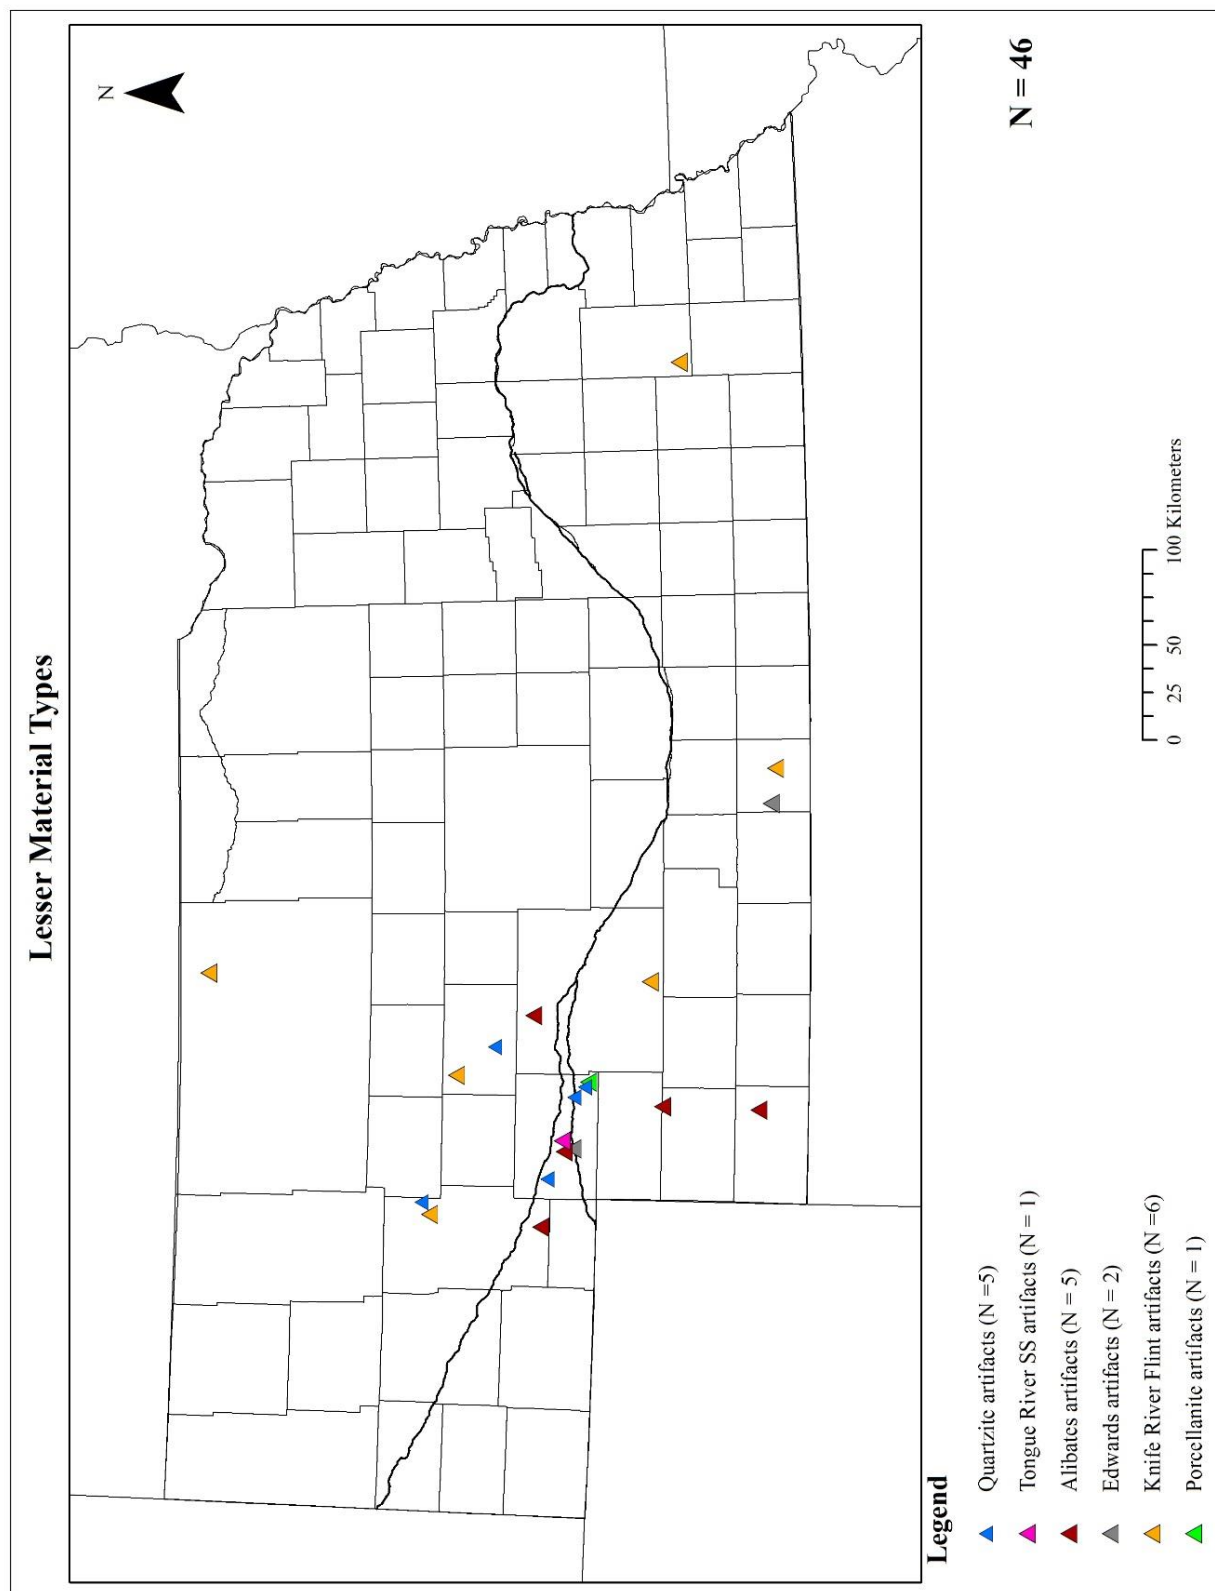 Lesser Material Types
N
N = 46
0 25 50 100 Kilometers
Legend
Quartzite artifacts (N =5)
Tongue River SS artifacts (N = 1)
Alibates artifacts (N = 5)
Edwards artifacts (N = 2)
Knife River Flint artifacts (N =6)
Porcellanite artifacts (N = 1)